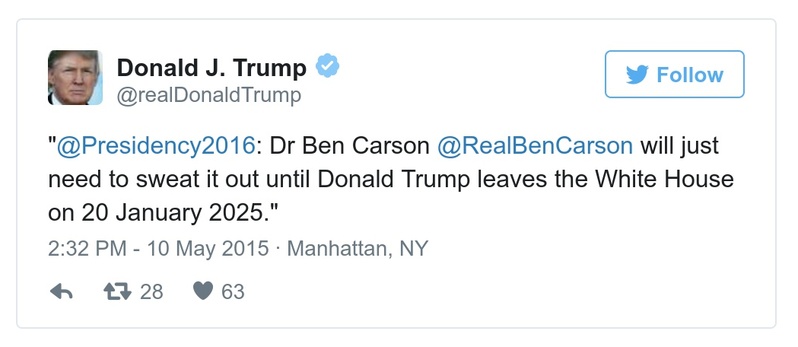 Donald J. Trump
@realDonaldTrump
Follow
"@Presidency2016: Dr Ben Carson @RealBenCarson will just
need to sweat it out until Donald Trump leaves the White House
on 20 January 2025."
2:32 PM - 10 May 2015 · Manhattan, NY
28 63